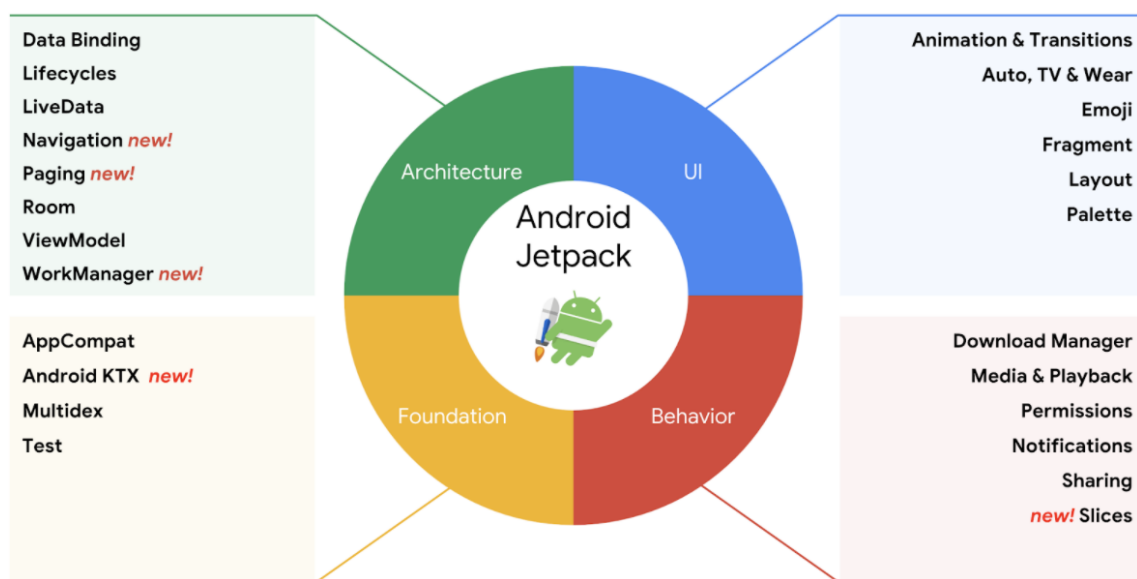 Data Binding
Lifecycles
LiveData
Navigation new!
Paging new!
Room
ViewModel
WorkManager new!
AppCompat
Android KTX new!
Multidex
Test
Architecture
UI
Android
Jetpack
Foundation
Behavior
Animation & Transitions
Auto, TV & Wear
Emoji
Fragment
Layout
Palette
Download Manager
Media & Playback
Permissions
Notifications
Sharing
new! Slices